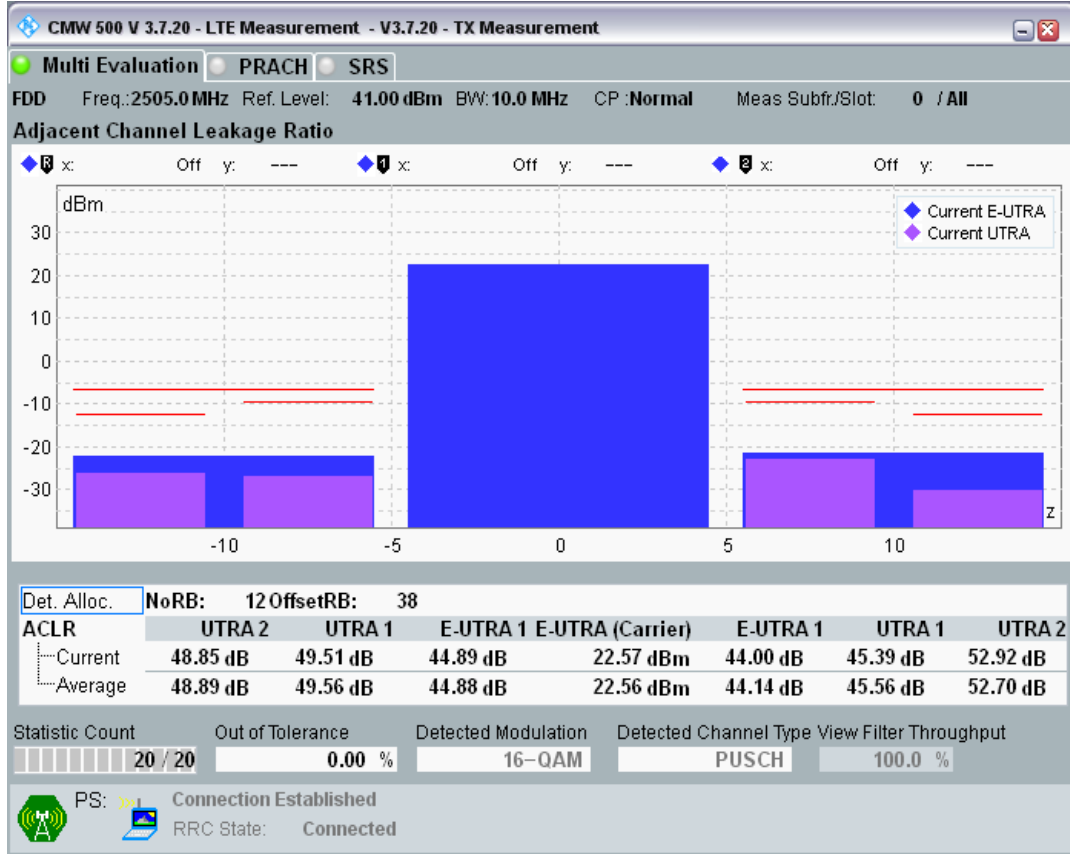 CMW 500 V 3.7.20 - LTE Measurement - V3.7.20 - TX Measurement
Multi Evaluation PRACH SRS
FDD Freq.:2505.0 MHz Ref. Level: 41.00 dBm BW: 10.0 MHz CP :Normal Meas Subfr./Slot: 0 / All
Adjacent Channel Leakage Ratio
R x: Off y: --- 1 x: Off y: --- 2 x: Off y: ---
dBm
Current E-UTRA
Current UTRA
30
20
10
0
-10
-20
-30
z
-10 -5 0 5 10
Det. Alloc. NoRB: 12 OffsetRB: 38
ACLR UTRA 2 UTRA 1 E-UTRA 1 E-UTRA (Carrier) E-UTRA 1 UTRA 1 UTRA 2
Current 48.85 dB 49.51 dB 44.89 dB 22.57 dBm 44.00 dB 45.39 dB 52.92 dB
Average 48.89 dB 49.56 dB 44.88 dB 22.56 dBm 44.14 dB 45.56 dB 52.70 dB
Statistic Count Out of Tolerance Detected Modulation Detected Channel Type View Filter Throughput
20 / 20 0.00 % 16-QAM PUSCH 100.0 %
PS: Connection Established
RRC State: Connected